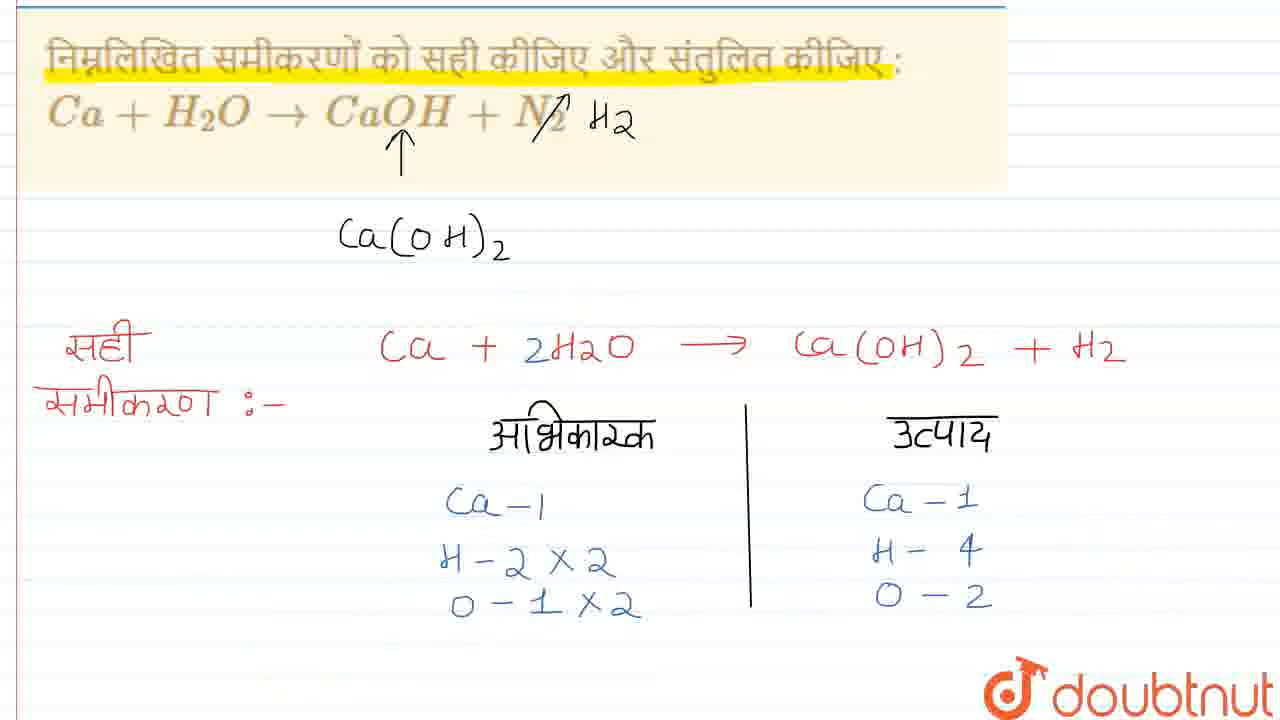 निम्नलिखित समीकरणों को सही कीजिए और संतुलित कीजिए :
Ca + H₂O → CaOH + N₂ H2
↑
Ca(OH)2
सही Ca + 2H2O → Ca(OH)2 + H2
समीकरण :-
अभिकारक उत्पाद
Ca - 1 Ca - 1
H - 2 × 2 H - 4
O - 1 × 2 O - 2
doubtnut